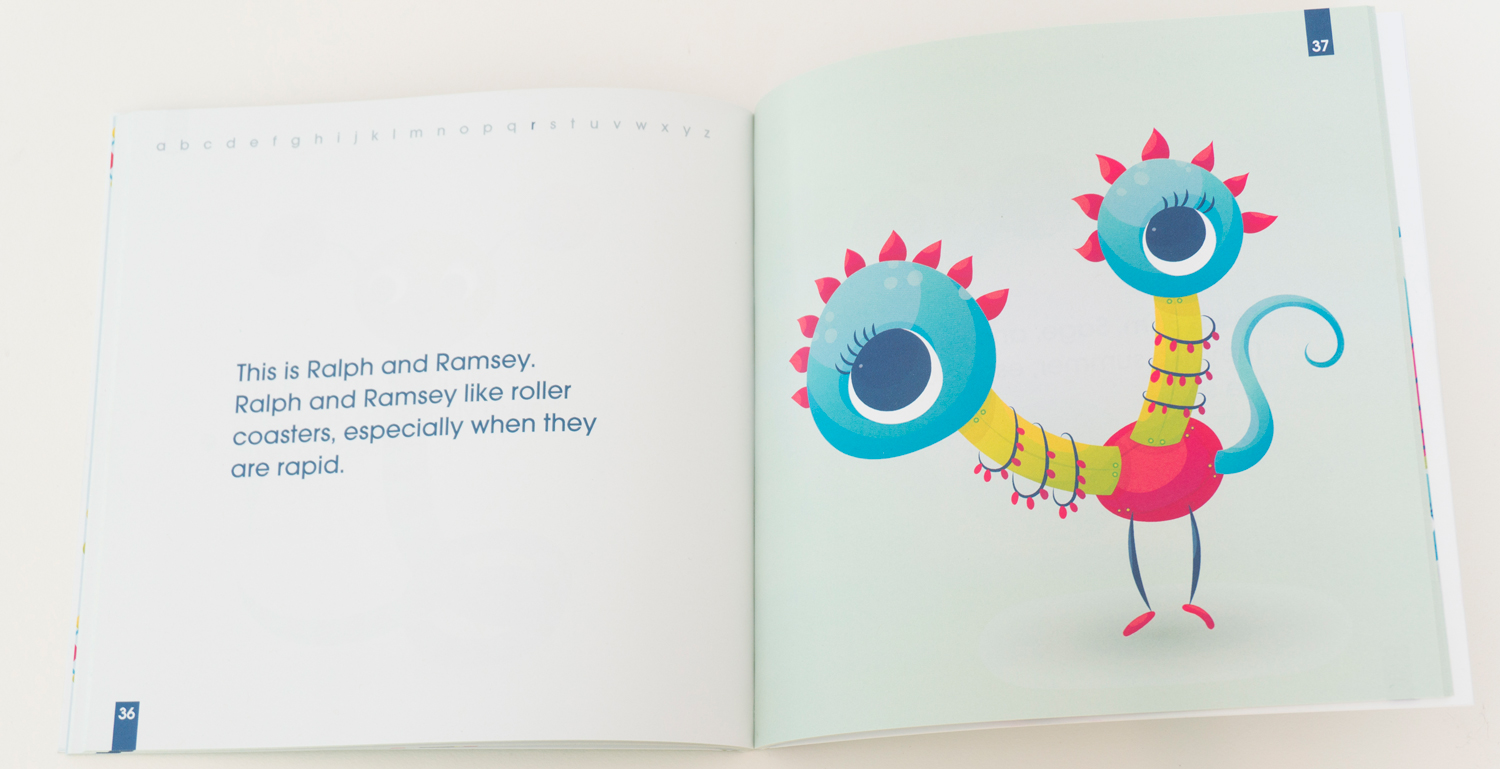 a b c d e f g h i j k l m n o p q r s t u v w x y z
This is Ralph and Ramsey.
Ralph and Ramsey like roller
coasters, especially when they
are rapid.
36
37